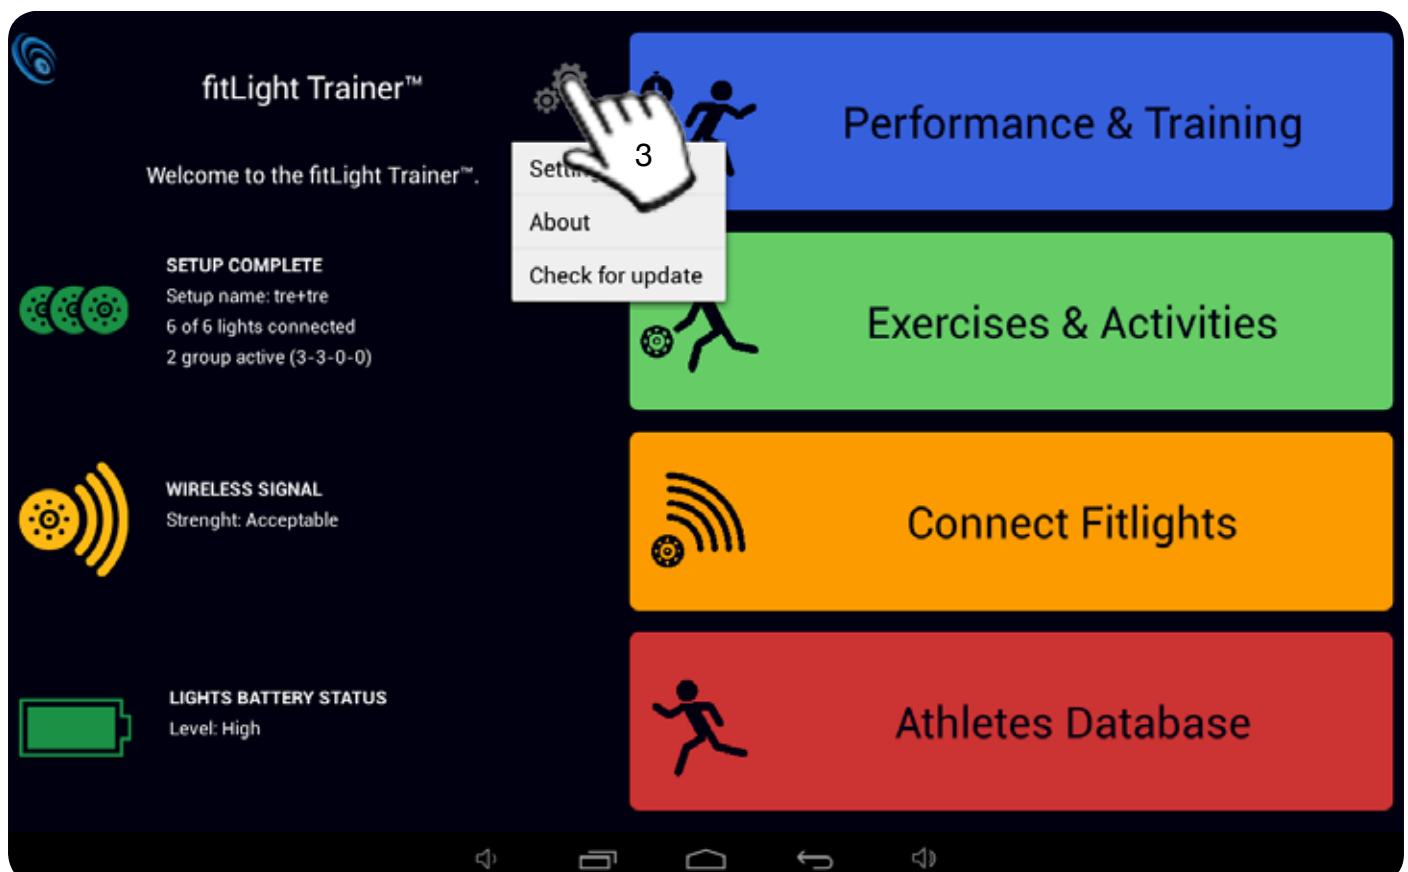 fitLight Trainer™
Welcome to the fitLight Trainer™.
3
About
Check for update
SETUP COMPLETE
Setup name: tre+tre
6 of 6 lights connected
2 group active (3-3-0-0)
WIRELESS SIGNAL
Strenght: Acceptable
LIGHTS BATTERY STATUS
Level: High
Performance & Training
Exercises & Activities
Connect Fitlights
Athletes Database